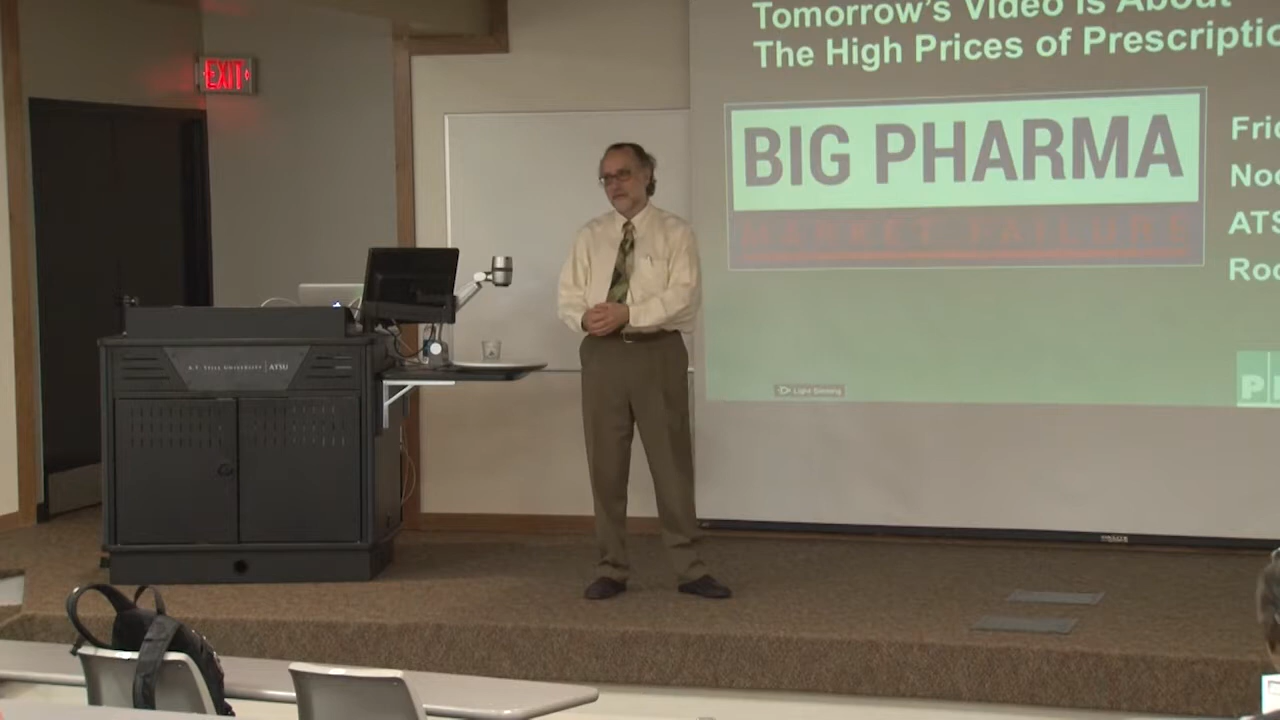 Tomorrow's Video Is About
The High Prices of Prescriptio
BIG PHARMA
MARKET FAILURE
Fri
Noo
ATS
Roo
EXIT
A.T. STILL UNIVERSITY | ATSU
P